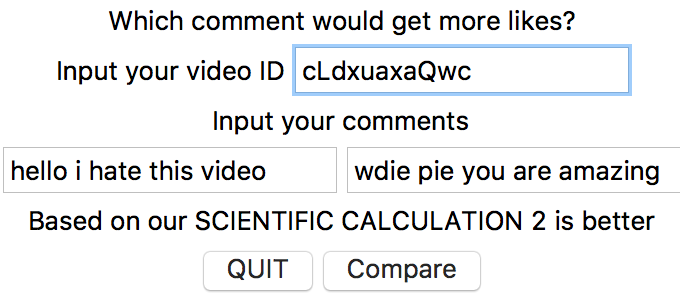 Which comment would get more likes?
Input your video ID cLdxuaxaQwc
Input your comments
hello i hate this video wdie pie you are amazing
Based on our SCIENTIFIC CALCULATION 2 is better
QUIT Compare